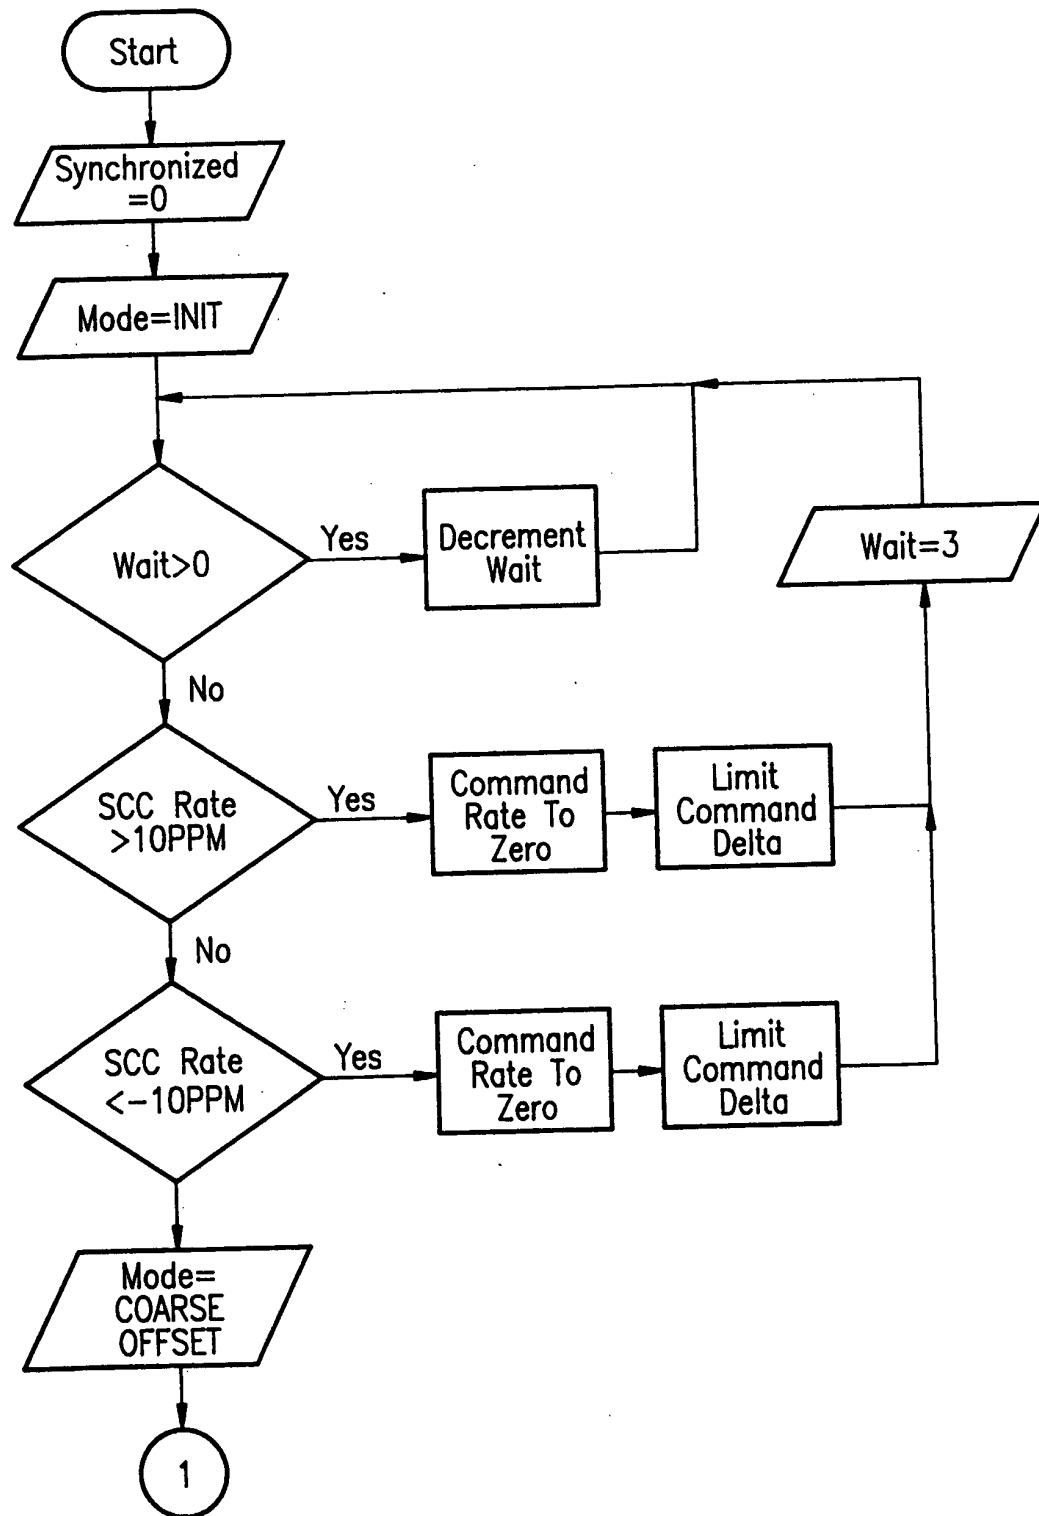 Start
Synchronized
=0
Mode=INIT
Wait>0
Yes
Decrement
Wait
Wait=3
No
SCC Rate
>10PPM
Yes
Command
Rate To
Zero
Limit
Command
Delta
No
SCC Rate
<-10PPM
Yes
Command
Rate To
Zero
Limit
Command
Delta
Mode=
COARSE
OFFSET
1